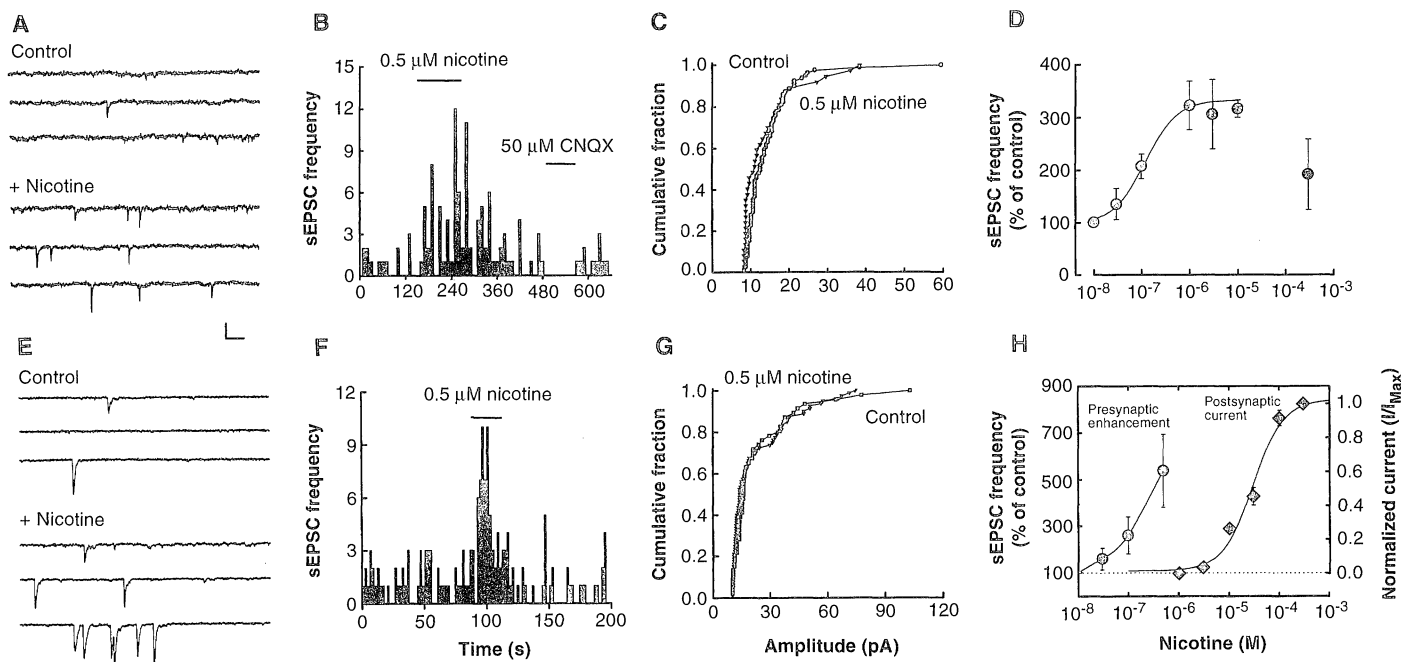 A
Control
+ Nicotine
B
0.5 μM nicotine
50 μM CNQX
sEPSC frequency
15
12
9
6
3
0
0 120 240 360 480 600
C
Control
0.5 μM nicotine
Cumulative fraction
1.0
0.8
0.6
0.4
0.2
0
0 10 20 30 40 50 60
D
sEPSC frequency
(% of control)
400
300
200
100
0
10-8 10-7 10-6 10-5 10-4 10-3
E
Control
+ Nicotine
F
0.5 μM nicotine
sEPSC frequency
12
9
6
3
0
0 50 100 150 200
Time (s)
G
0.5 μM nicotine
Control
Cumulative fraction
1.0
0.8
0.6
0.4
0.2
0
0 30 60 90 120
Amplitude (pA)
H
Presynaptic
enhancement
Postsynaptic
current
sEPSC frequency
(% of control)
900
700
500
300
100
1.0
0.8
0.6
0.4
0.2
0.0
Normalized current (I/IMax)
10-8 10-7 10-6 10-5 10-4 10-3
Nicotine (M)